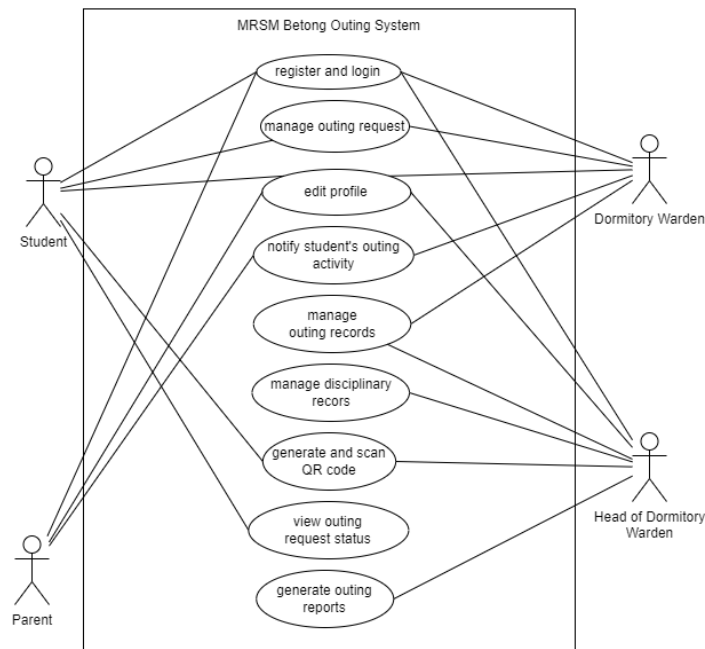 MRSM Betong Outing System
register and login
manage outing request
edit profile
Student
Dormitory Warden
notify student's outing
activity
manage
outing records
manage disciplinary
recors
generate and scan
QR code
Head of Dormitory
Warden
view outing
request status
generate outing
reports
Parent